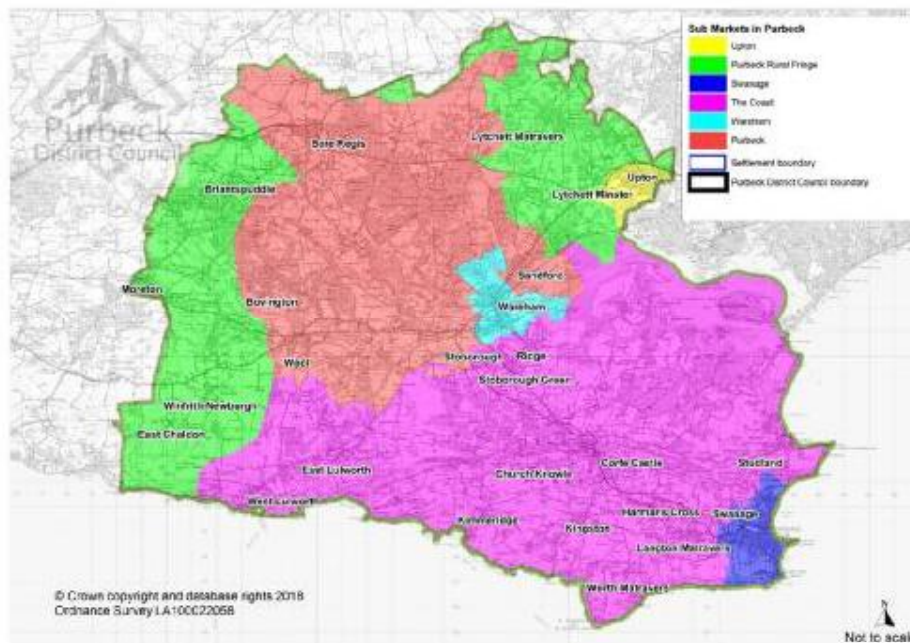 Sub Markets in Purbeck
Upton
Purbeck Rural Fringe
Swanage
The Coast
Wareham
Purbeck
Settlement boundary
Purbeck District Council boundary
Purbeck
District Council
Bere Regis
Lytchett Matravers
Briantspuddle
Upton
Lytchett Minster
Sandford
Moreton
Bovington
Wareham
Wool
Stoborough
Ridge
Stoborough Green
Winfrith Newburgh
East Chaldon
East Lulworth
Church Knowle
Corfe Castle
Studland
West Lulworth
Kimmeridge
Kingston
Harmans Cross
Swanage
Langton Matravers
Worth Matravers
© Crown copyright and database rights 2018
Ordnance Survey LA100022058
Not to scale